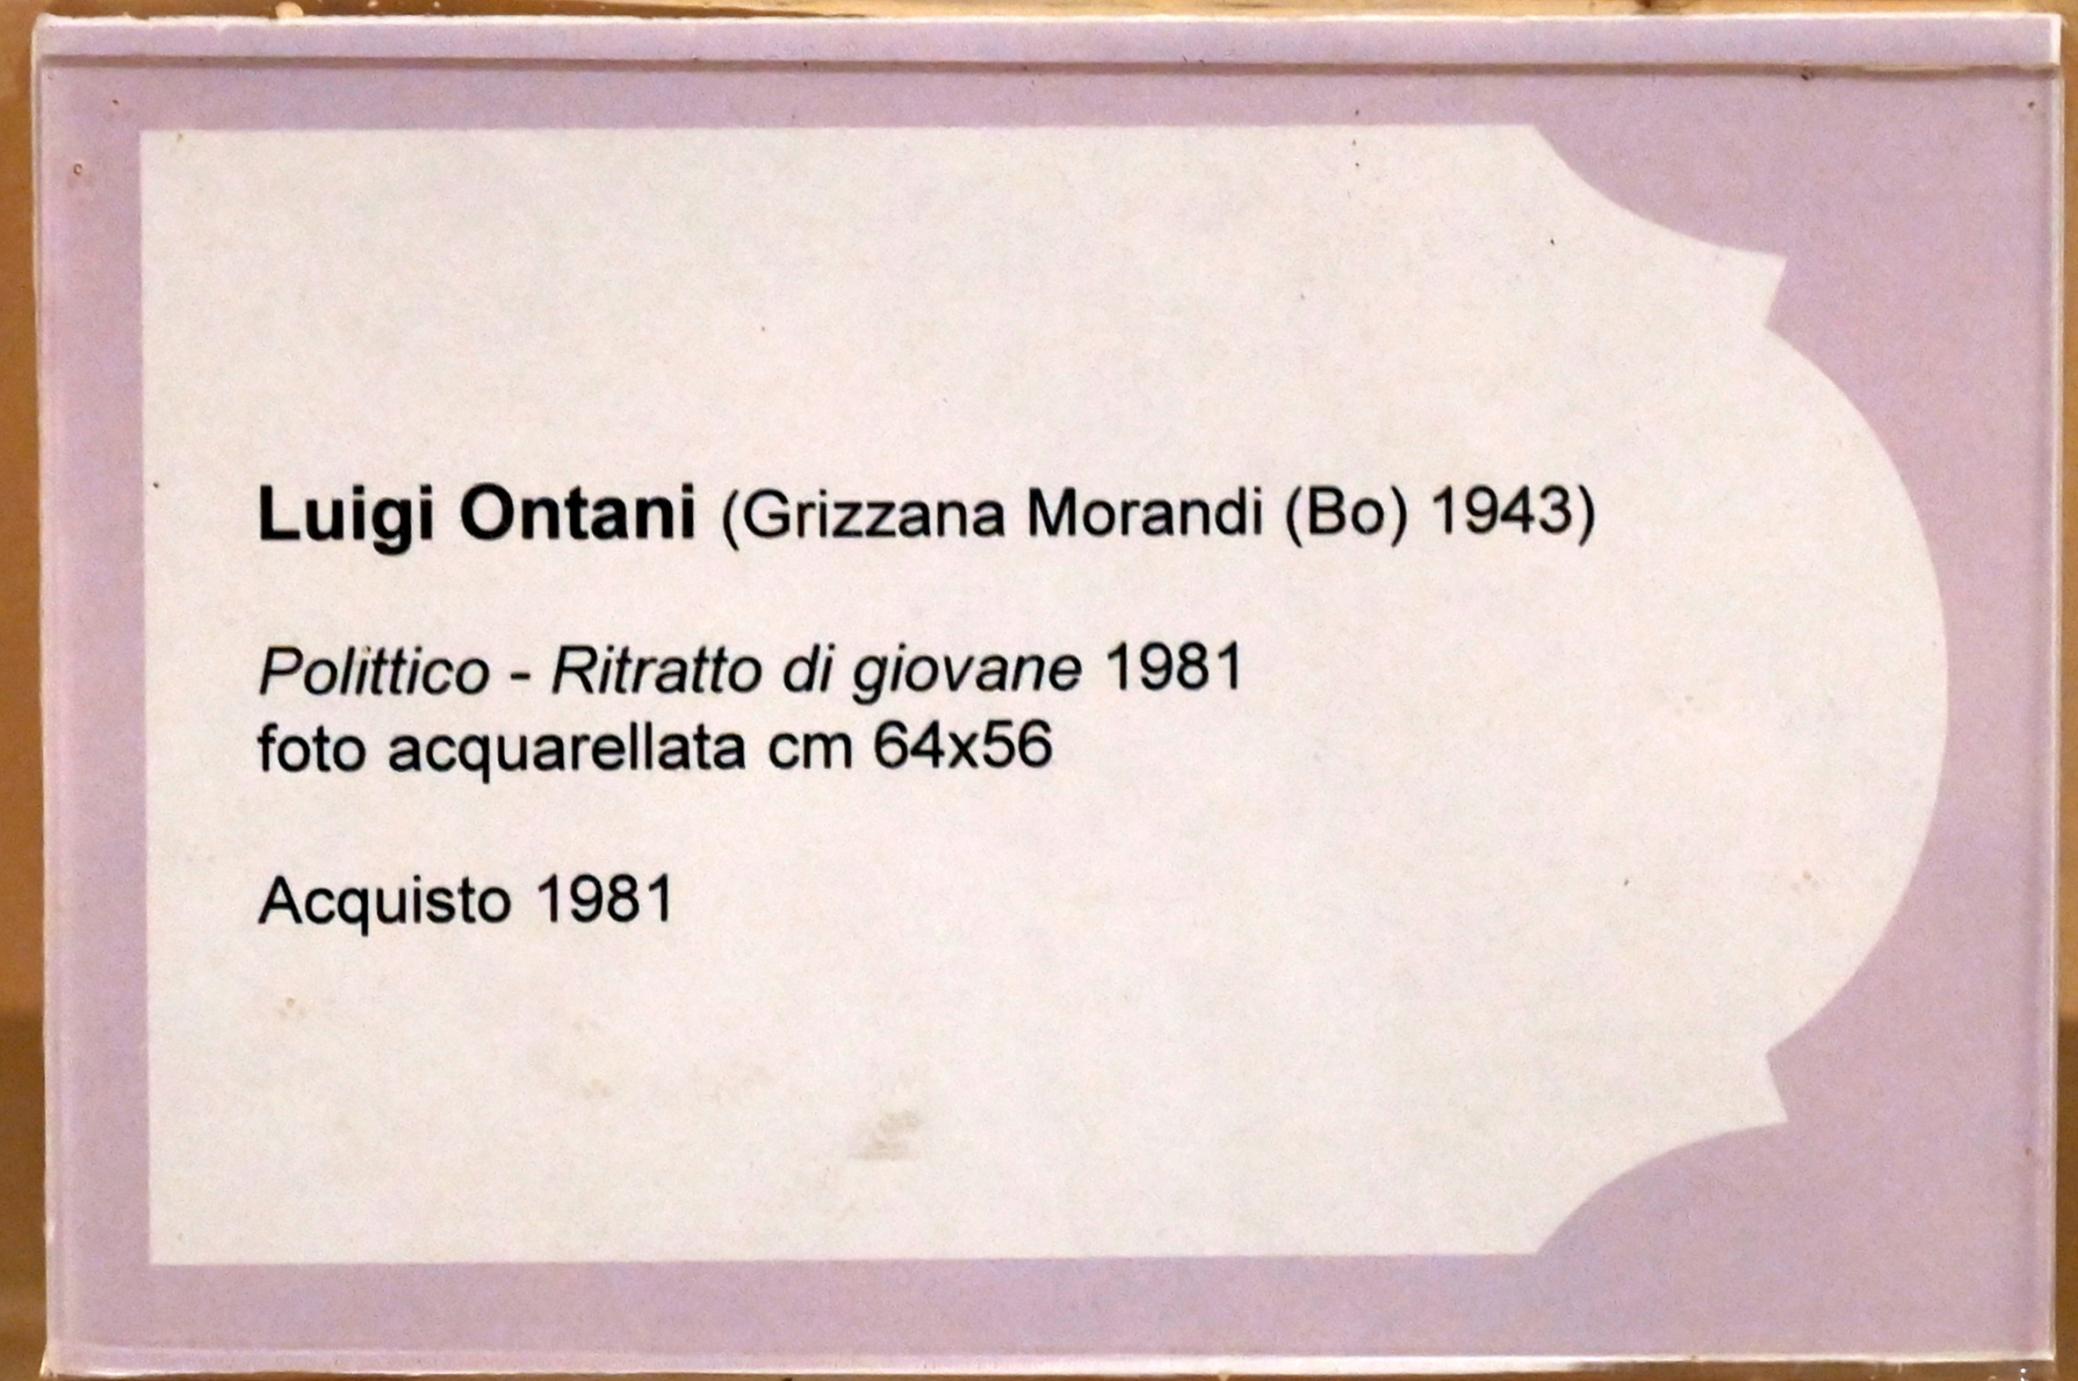 Luigi Ontani (Grizzana Morandi (Bo) 1943)
Polittico - Ritratto di giovane 1981
foto acquarellata cm 64x56
Acquisto 1981